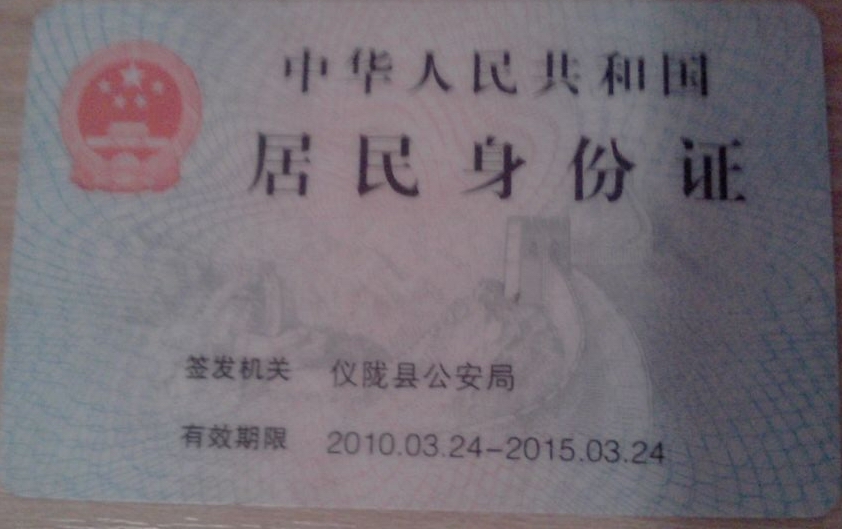 中华人民共和国
居民身份证
签发机关 仪陇县公安局
有效期限 2010.03.24-2015.03.24